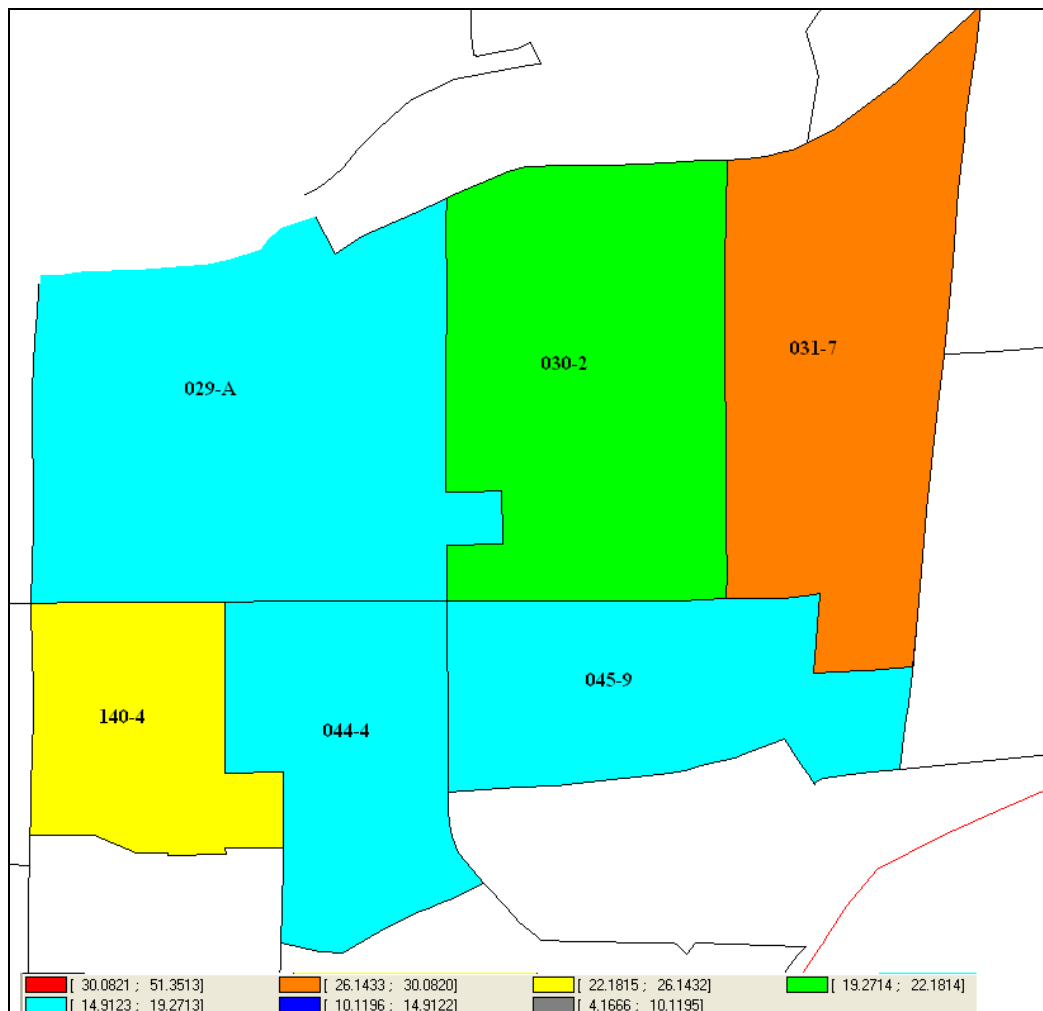 031-7
030-2
029-A
045-9
140-4
044-4
[ 30.0821 ; 51.3513] [ 26.1433 ; 30.0820] [ 22.1815 ; 26.1432] [ 19.2714 ; 22.1814]
[ 14.9123 ; 19.2713] [ 10.1196 ; 14.9122] [ 4.1666 ; 10.1195]